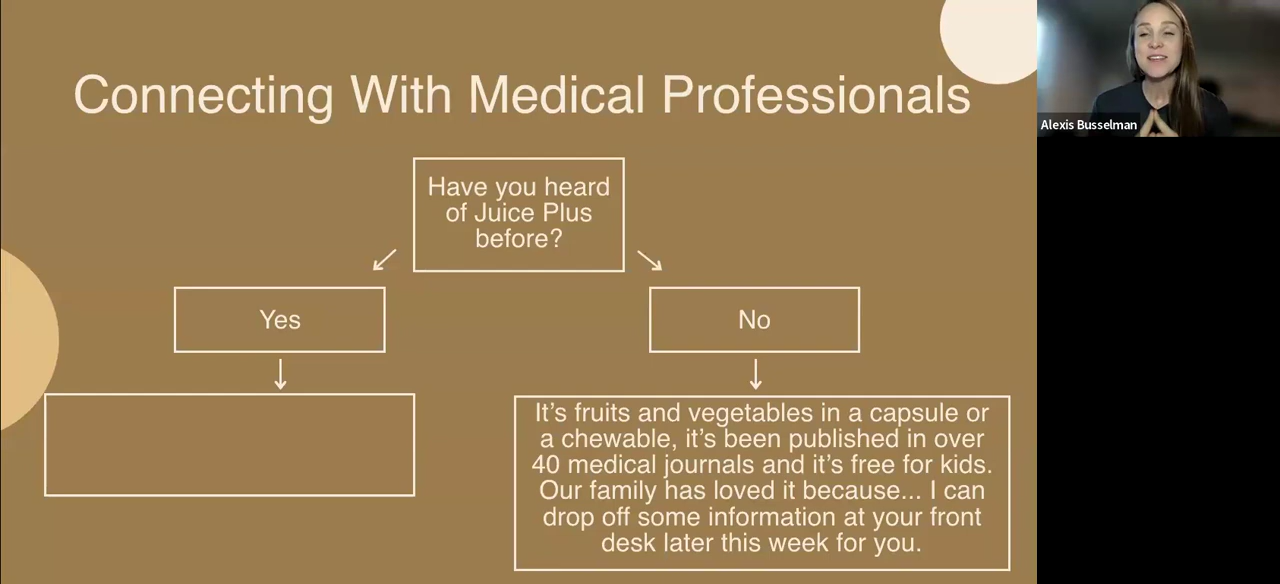 Connecting With Medical Professionals
Alexis Busselman
Have you heard
of Juice Plus
before?
Yes
No
It’s fruits and vegetables in a capsule or
a chewable, it’s been published in over
40 medical journals and it’s free for kids.
Our family has loved it because... I can
drop off some information at your front
desk later this week for you.